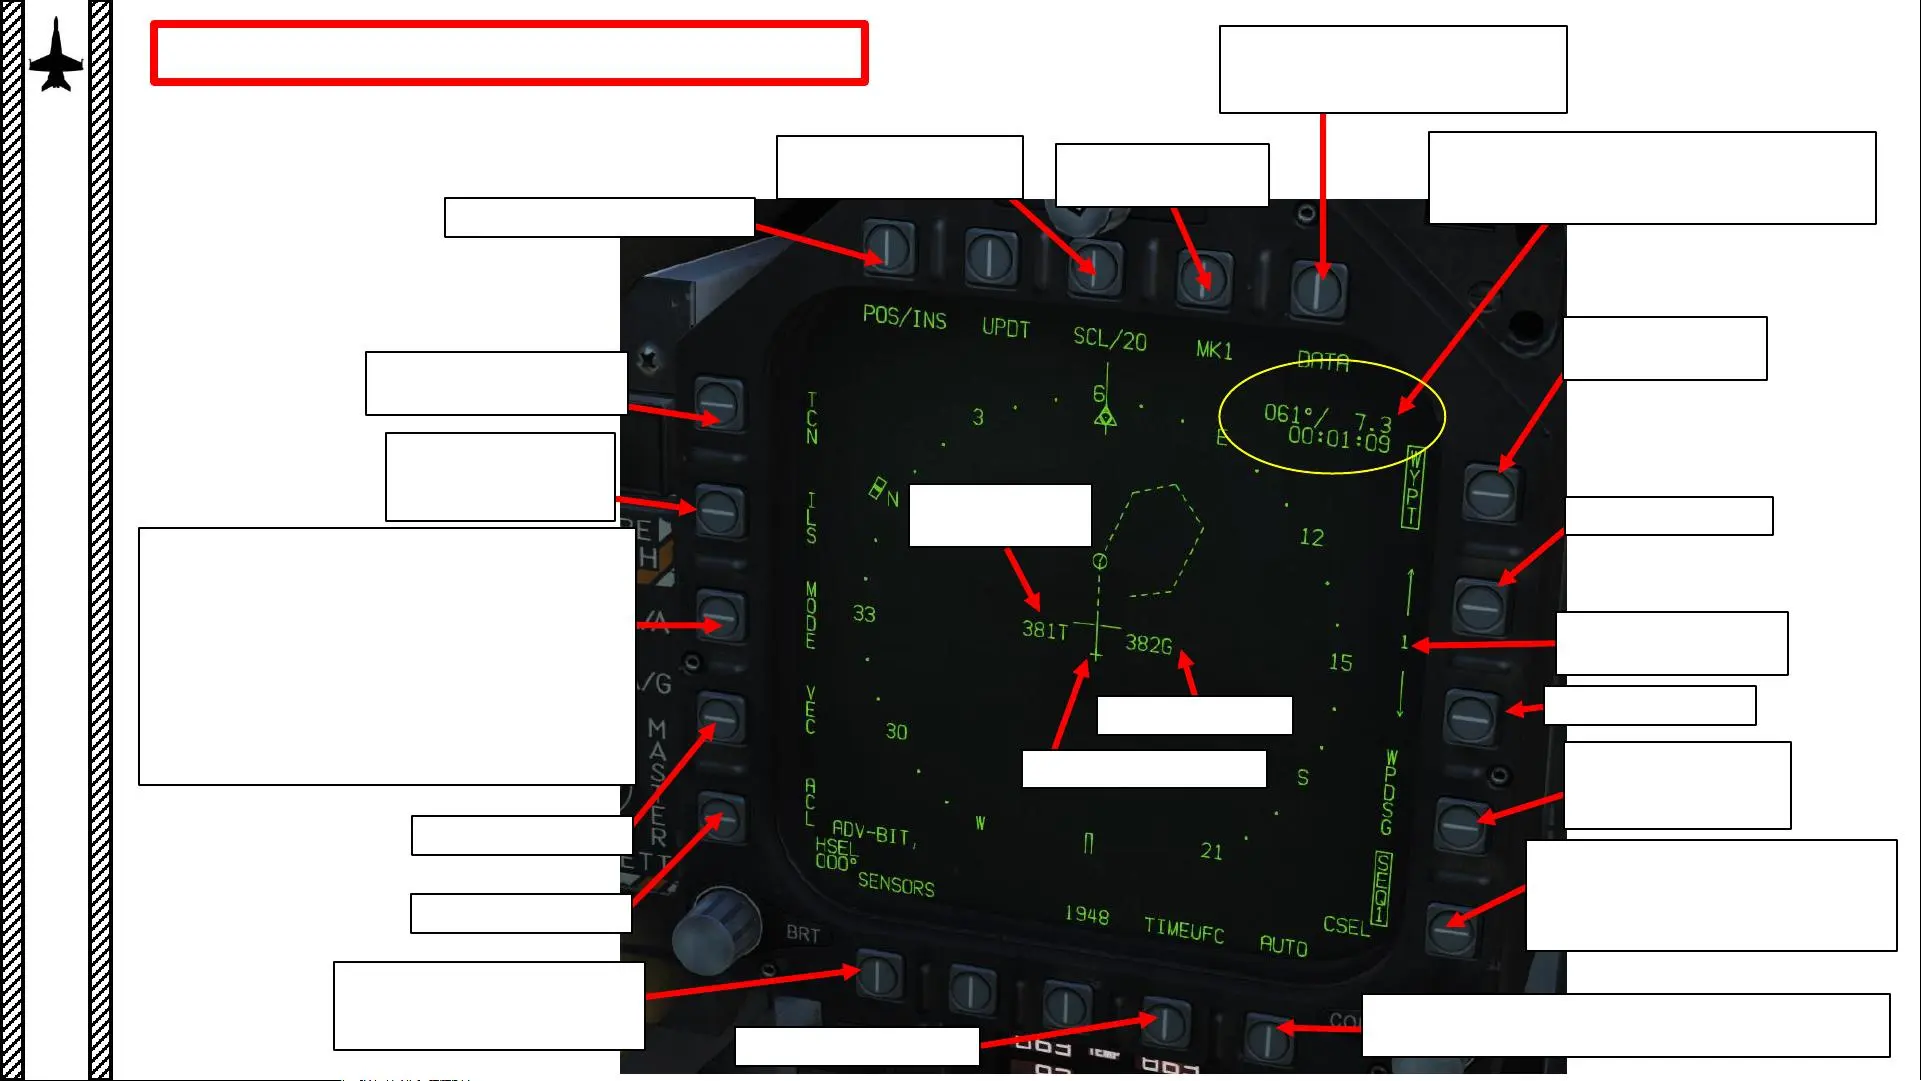 POS/INS UPDT SCL/20 MK1 DATA
061°/ 7.3
00:01:09
TCN
ILS
MODE
VEC
ACL
3
6
E
N
12
33
15
30
S
W
21
381T
382G
WYPT
1
WPDSG
SEQ1
ADV-BIT,
HSEL
000°
SENSORS
1948
TIMEUFC
AUTO
CSEL
/A
/G
MASTER
BRT